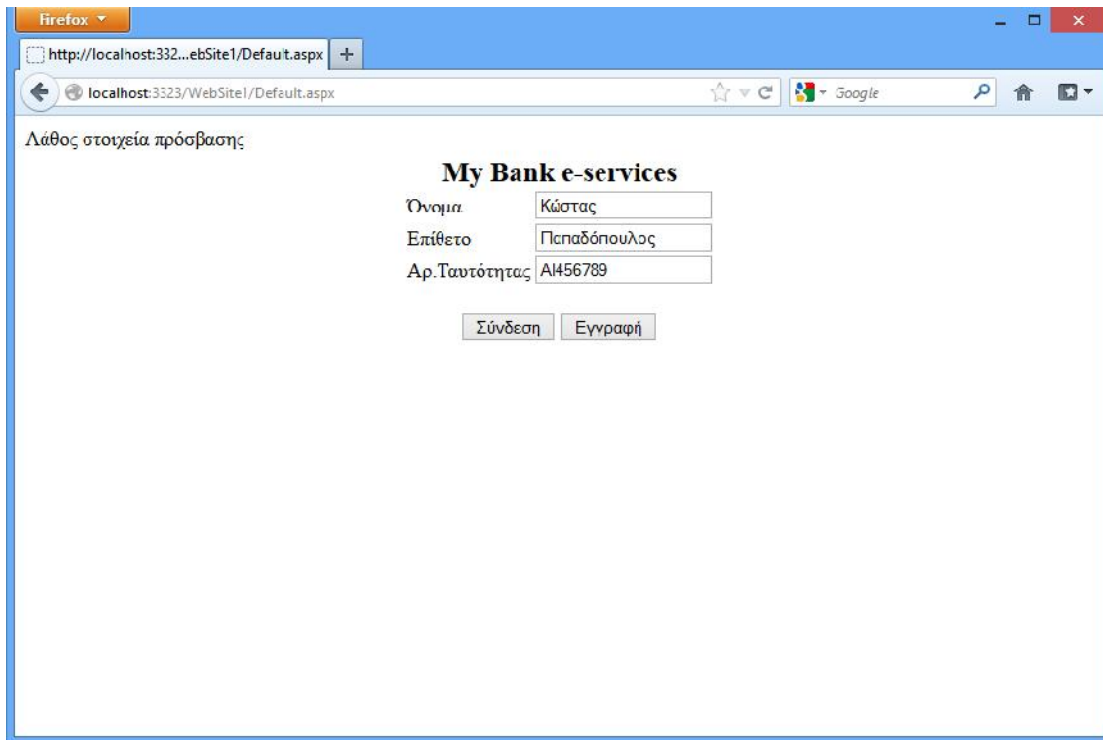 Firefox
http://localhost:332...ebSite1/Default.aspx
localhost:3323/WebSite1/Default.aspx
Google
Λάθος στοιχεία πρόσβασης
My Bank e-services
Όνομα
Κώστας
Επίθετο
Παπαδόπουλος
Αρ.Ταυτότητας
AI456789
Σύνδεση
Εγγραφή